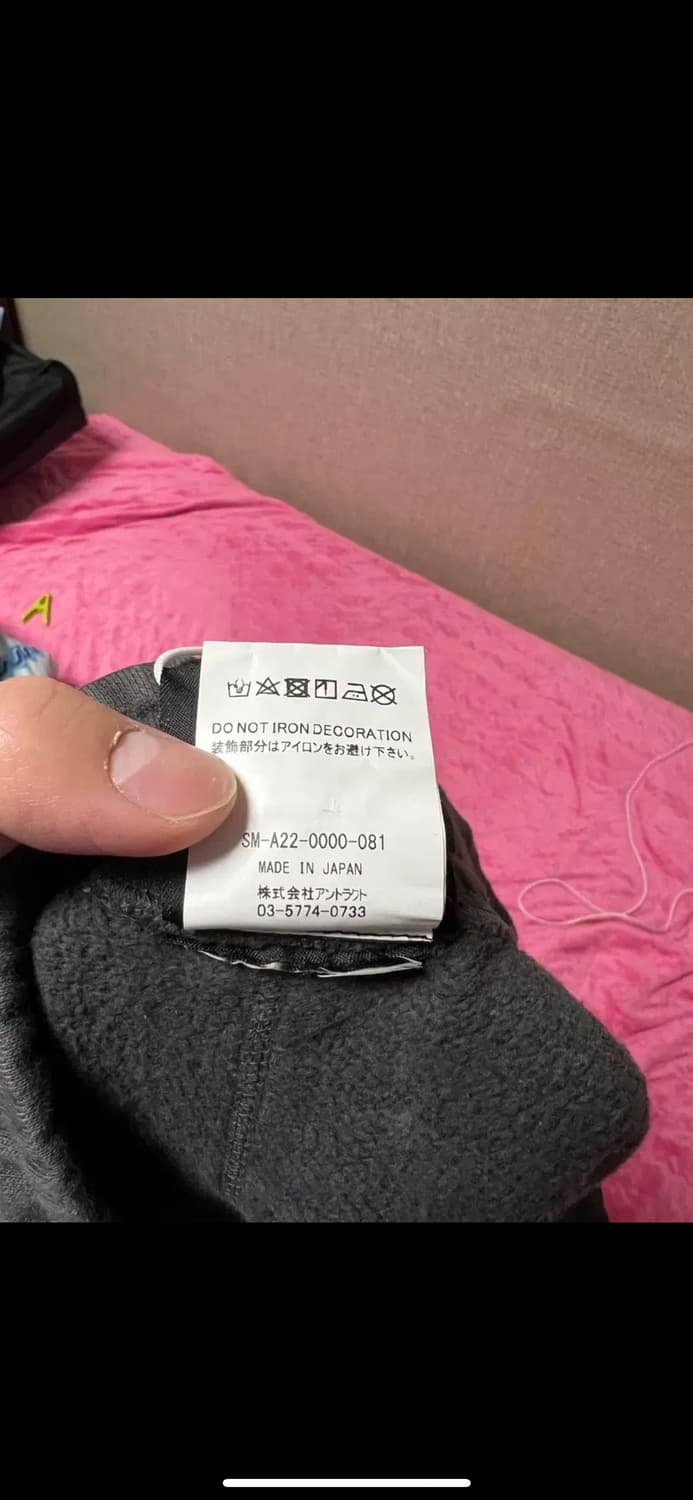 A
DO NOT IRON DECORATION
装飾部分はアイロンをお避け下さい。
SM-A22-0000-081
MADE IN JAPAN
株式会社アントラクト
03-5774-0733